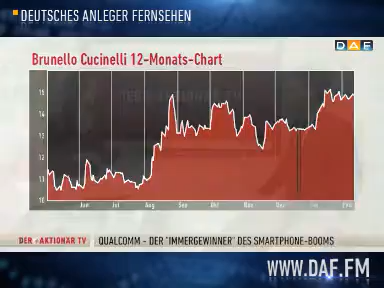 DEUTSCHES ANLEGER FERNSEHEN
DAF
Brunello Cucinelli 12-Monats-Chart
15
14
13
12
11
10
Jun Jul Aug Sep Okt Nov Dez
DER AKTIONÄR TV QUALCOMM - DER "IMMERGEWINNER" DES SMARTPHONE-BOOMS
WWW.DAF.FM